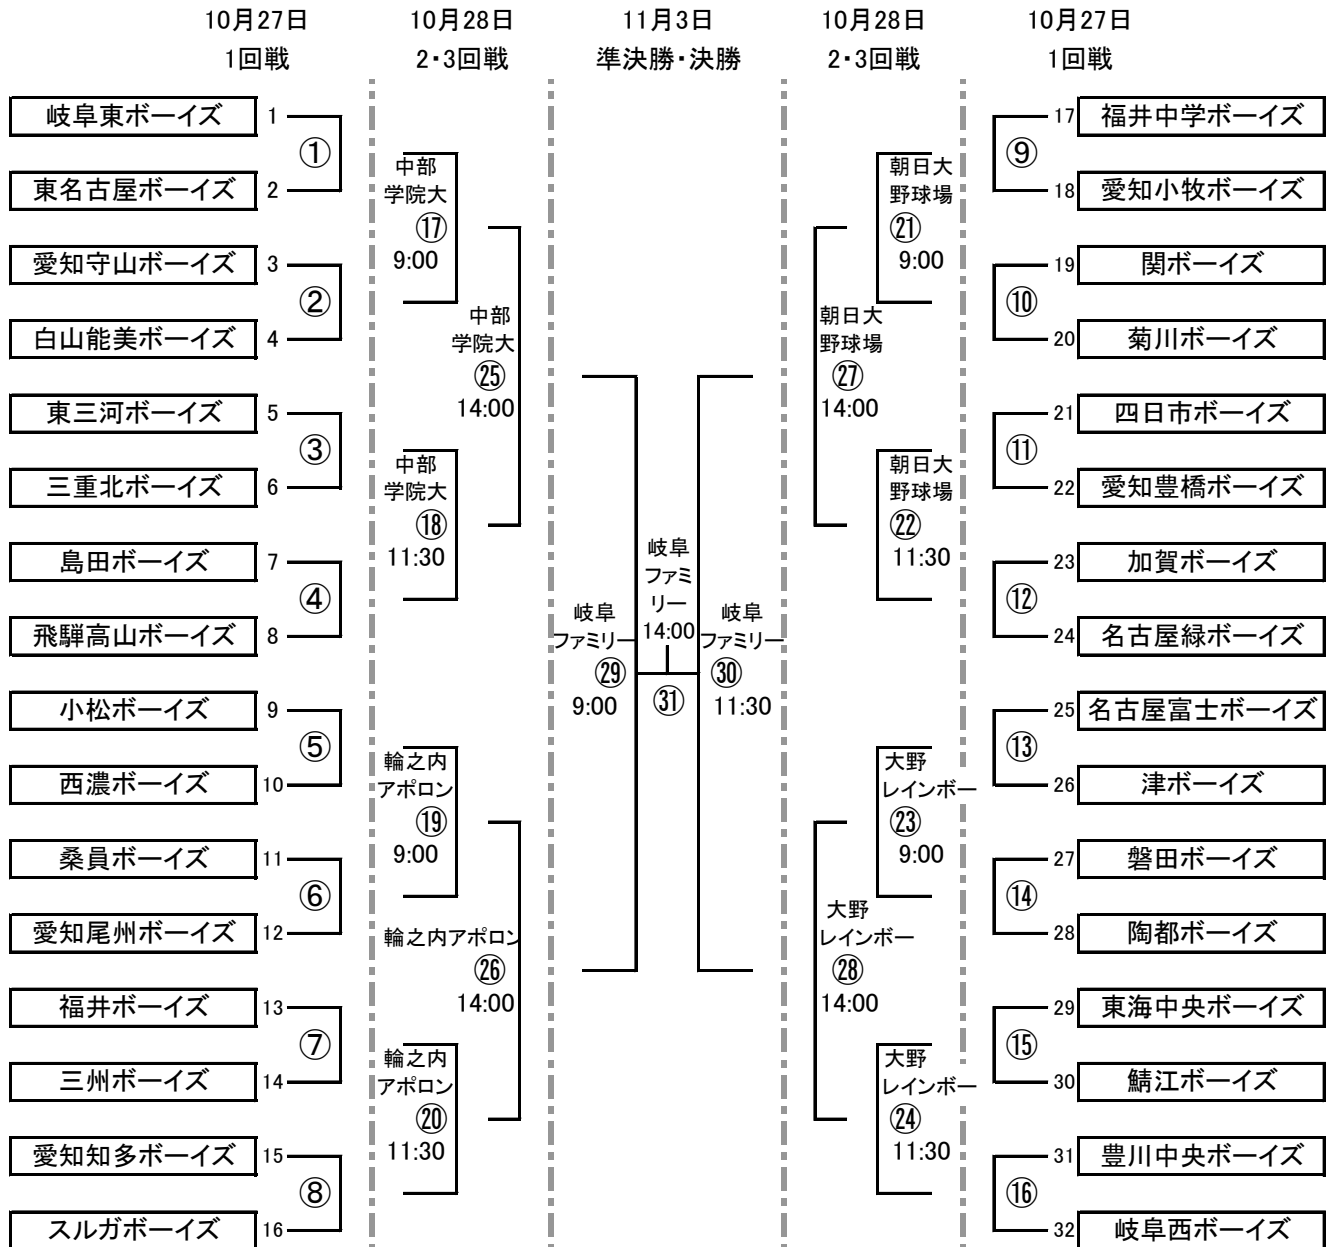 10月27日 10月28日 11月3日 10月28日 10月27日
1回戦 2・3回戦 準決勝・決勝 2・3回戦 1回戦
岐阜東ボーイズ 1
①
東名古屋ボーイズ 2
愛知守山ボーイズ 3
②
白山能美ボーイズ 4
東三河ボーイズ 5
③
三重北ボーイズ 6
島田ボーイズ 7
④
飛騨高山ボーイズ 8
小松ボーイズ 9
⑤
西濃ボーイズ 10
桑員ボーイズ 11
⑥
愛知尾州ボーイズ 12
福井ボーイズ 13
⑦
三州ボーイズ 14
愛知知多ボーイズ 15
⑧
スルガボーイズ 16
中部
学院大
⑰
9:00
中部
学院大
⑱
11:30
輪之内
アポロン
⑲
9:00
輪之内
アポロン
⑳
11:30
中部
学院大
㉕
14:00
輪之内アポロン
㉖
14:00
岐阜
ファミリー
㉙
9:00
岐阜
ファミ
リー
14:00
㉛
岐阜
ファミリー
㉚
11:30
朝日大
野球場
㉗
14:00
大野
レインボー
㉘
14:00
朝日大
野球場
㉑
9:00
朝日大
野球場
㉒
11:30
大野
レインボー
㉓
9:00
大野
レインボー
㉔
11:30
17 福井中学ボーイズ
⑨
18 愛知小牧ボーイズ
19 関ボーイズ
⑩
20 菊川ボーイズ
21 四日市ボーイズ
⑪
22 愛知豊橋ボーイズ
23 加賀ボーイズ
⑫
24 名古屋緑ボーイズ
25 名古屋富士ボーイズ
⑬
26 津ボーイズ
27 磐田ボーイズ
⑭
28 陶都ボーイズ
29 東海中央ボーイズ
⑮
30 鯖江ボーイズ
31 豊川中央ボーイズ
⑯
32 岐阜西ボーイズ